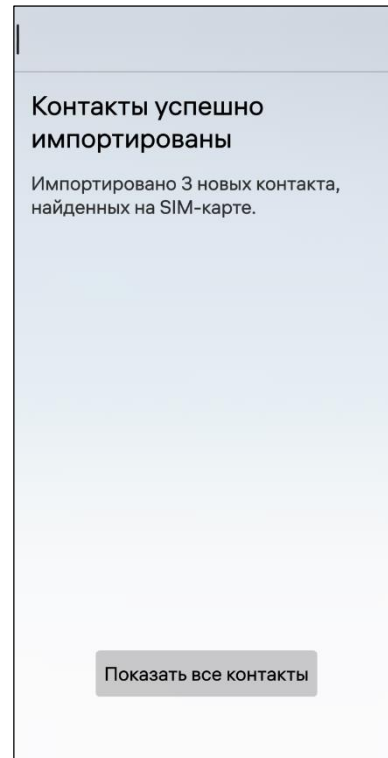 Контакты успешно
импортированы
Импортировано 3 новых контакта,
найденных на SIM-карте.
Показать все контакты